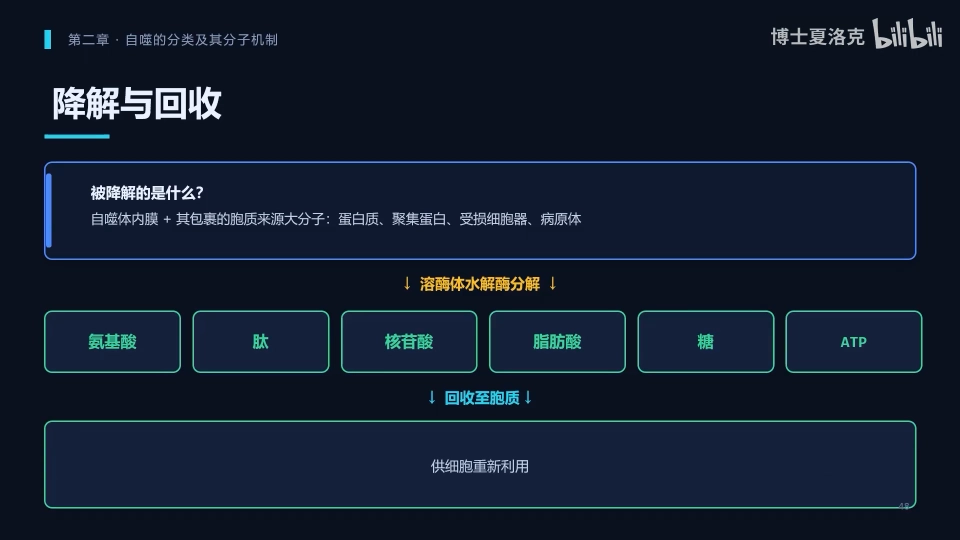 第二章 · 自噬的分类及其分子机制
博士夏洛克 bilibili
降解与回收
被降解的是什么?
自噬体内膜 + 其包裹的胞质来源大分子：蛋白质、聚集蛋白、受损细胞器、病原体
↓ 溶酶体水解酶分解 ↓
氨基酸
肽
核苷酸
脂肪酸
糖
ATP
↓ 回收至胞质 ↓
供细胞重新利用
48